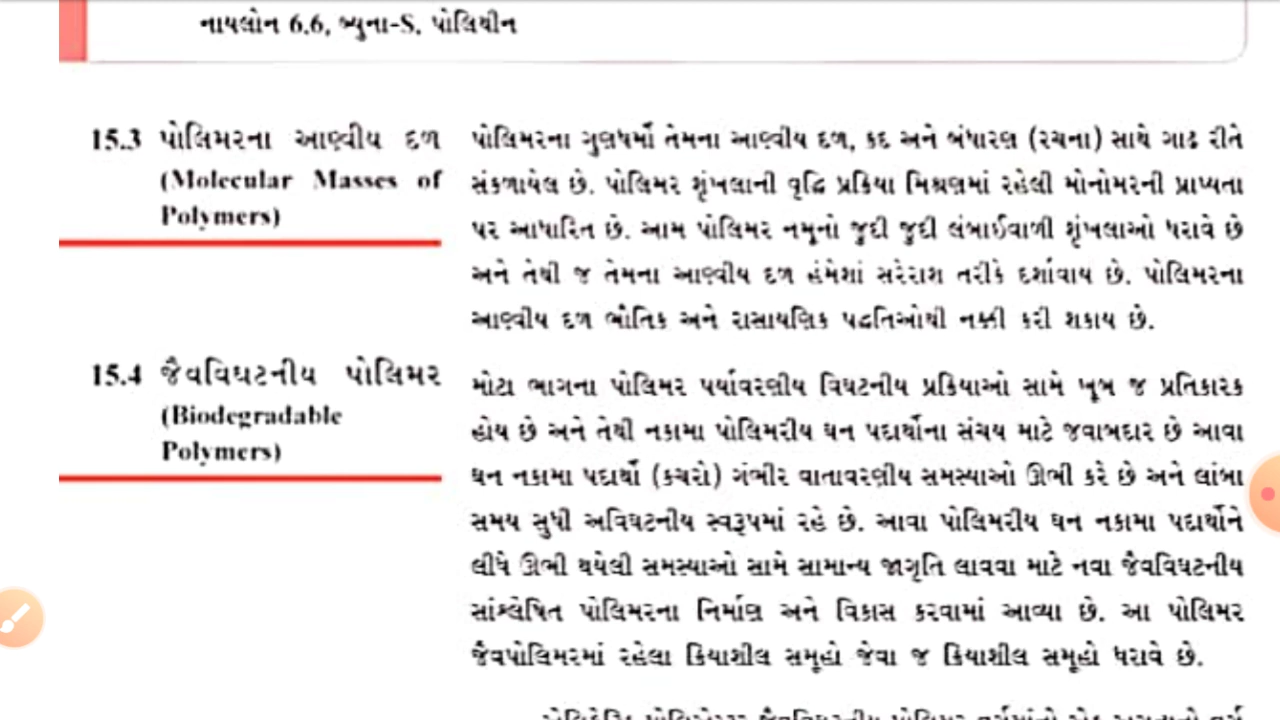 નાયલોન 6.6, બ્યુના-S, પોલિથીન
15.3 પોલિમરના આણ્વીય દળ
(Molecular Masses of
Polymers)
પોલિમરના ગુણધર્મો તેમના આણ્વીય દળ, કદ અને બંધારણ (રચના) સાથે ગાઢ રીતે
સંકળાયેલ છે. પોલિમર શૃંખલાની વૃદ્ધિ પ્રક્રિયા મિશ્રણમાં રહેલી મોનોમરની પ્રાપ્યતા
પર આધારિત છે. આમ પોલિમર નમૂનો જુદી જુદી લંબાઈવાળી શૃંખલાઓ ધરાવે છે
અને તેથી જ તેમના આણ્વીય દળ હંમેશાં સરેરાશ તરીકે દર્શાવાય છે. પોલિમરના
આણ્વીય દળ ભૌતિક અને રાસાયણિક પદ્ધતિઓથી નક્કી કરી શકાય છે.
15.4 જૈવવિઘટનીય પોલિમર
(Biodegradable
Polymers)
મોટા ભાગના પોલિમર પર્યાવરણીય વિઘટનીય પ્રક્રિયાઓ સામે ખૂબ જ પ્રતિકારક
હોય છે અને તેથી નકામા પોલિમરીય ઘન પદાર્થોના સંચય માટે જવાબદાર છે આવા
ઘન નકામા પદાર્થો (કચરો) ગંભીર વાતાવરણીય સમસ્યાઓ ઊભી કરે છે અને લાંબા
સમય સુધી અવિઘટનીય સ્વરૂપમાં રહે છે. આવા પોલિમરીય ઘન નકામા પદાર્થોને
લીધે ઊભી થયેલી સમસ્યાઓ સામે સામાન્ય જાગૃતિ લાવવા માટે નવા જૈવવિઘટનીય
સાંશ્લેષિત પોલિમરના નિર્માણ અને વિકાસ કરવામાં આવ્યા છે. આ પોલિમર
જૈવપોલિમરમાં રહેલા ક્રિયાશીલ સમૂહો જેવા જ ક્રિયાશીલ સમૂહો ધરાવે છે.